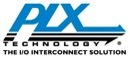 PLX
TECHNOLOGY®
THE I/O INTERCONNECT SOLUTION